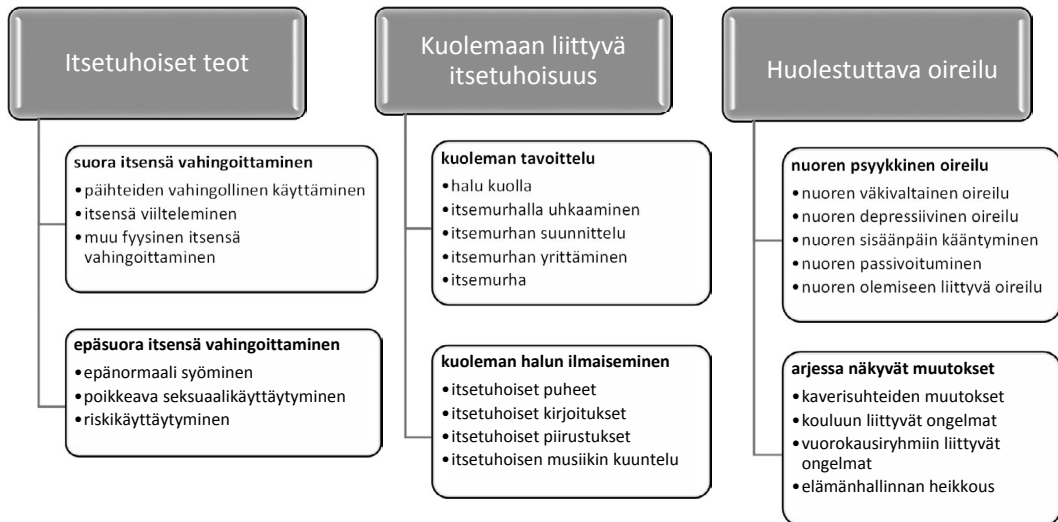 Itsetuhoiset teot
suora itsensä vahingoittaminen
•päihteiden vahingollinen käyttäminen
•itsensä viilteleminen
•muu fyysinen itsensä
vahingoittaminen
epäsuora itsensä vahingoittaminen
•epänormaali syöminen
•poikkeava seksuaalikäyttäytyminen
•riskikäyttäytyminen
Kuolemaan liittyvä
itsetuhoisuus
kuoleman tavoittelu
•halu kuolla
•itsemurhalla uhkaaminen
•itsemurhan suunnittelu
•itsemurhan yrittäminen
•itsemurha
kuoleman halun ilmaiseminen
•itsetuhoiset puheet
•itsetuhoiset kirjoitukset
•itsetuhoiset piirustukset
•itsetuhoisen musiikin kuuntelu
Huolestuttava oireilu
nuoren psyykkinen oireilu
•nuoren väkivaltainen oireilu
•nuoren depressiivinen oireilu
•nuoren sisäänpäin kääntyminen
•nuoren passivoituminen
•nuoren olemiseen liittyvä oireilu
arjessa näkyvät muutokset
•kaverisuhteiden muutokset
•kouluun liittyvät ongelmat
•vuorokausiryhmiin liittyvät
ongelmat
•elämänhallinnan heikkous